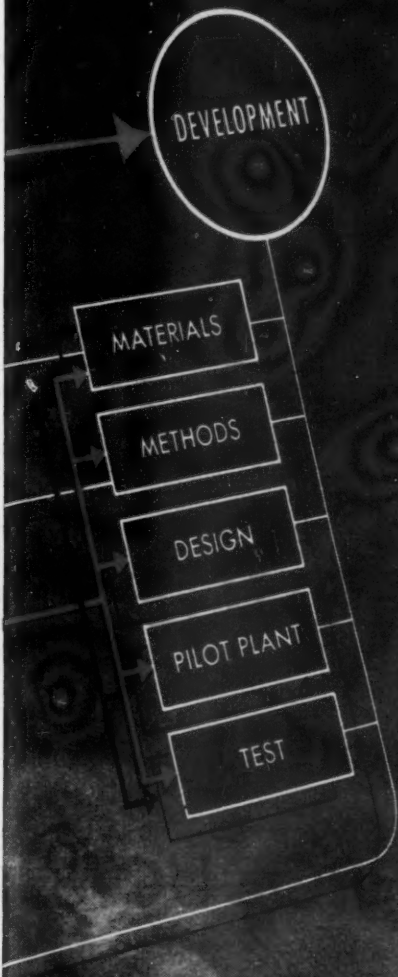 DEVELOPMENT
MATERIALS
METHODS
DESIGN
PILOT PLANT
TEST